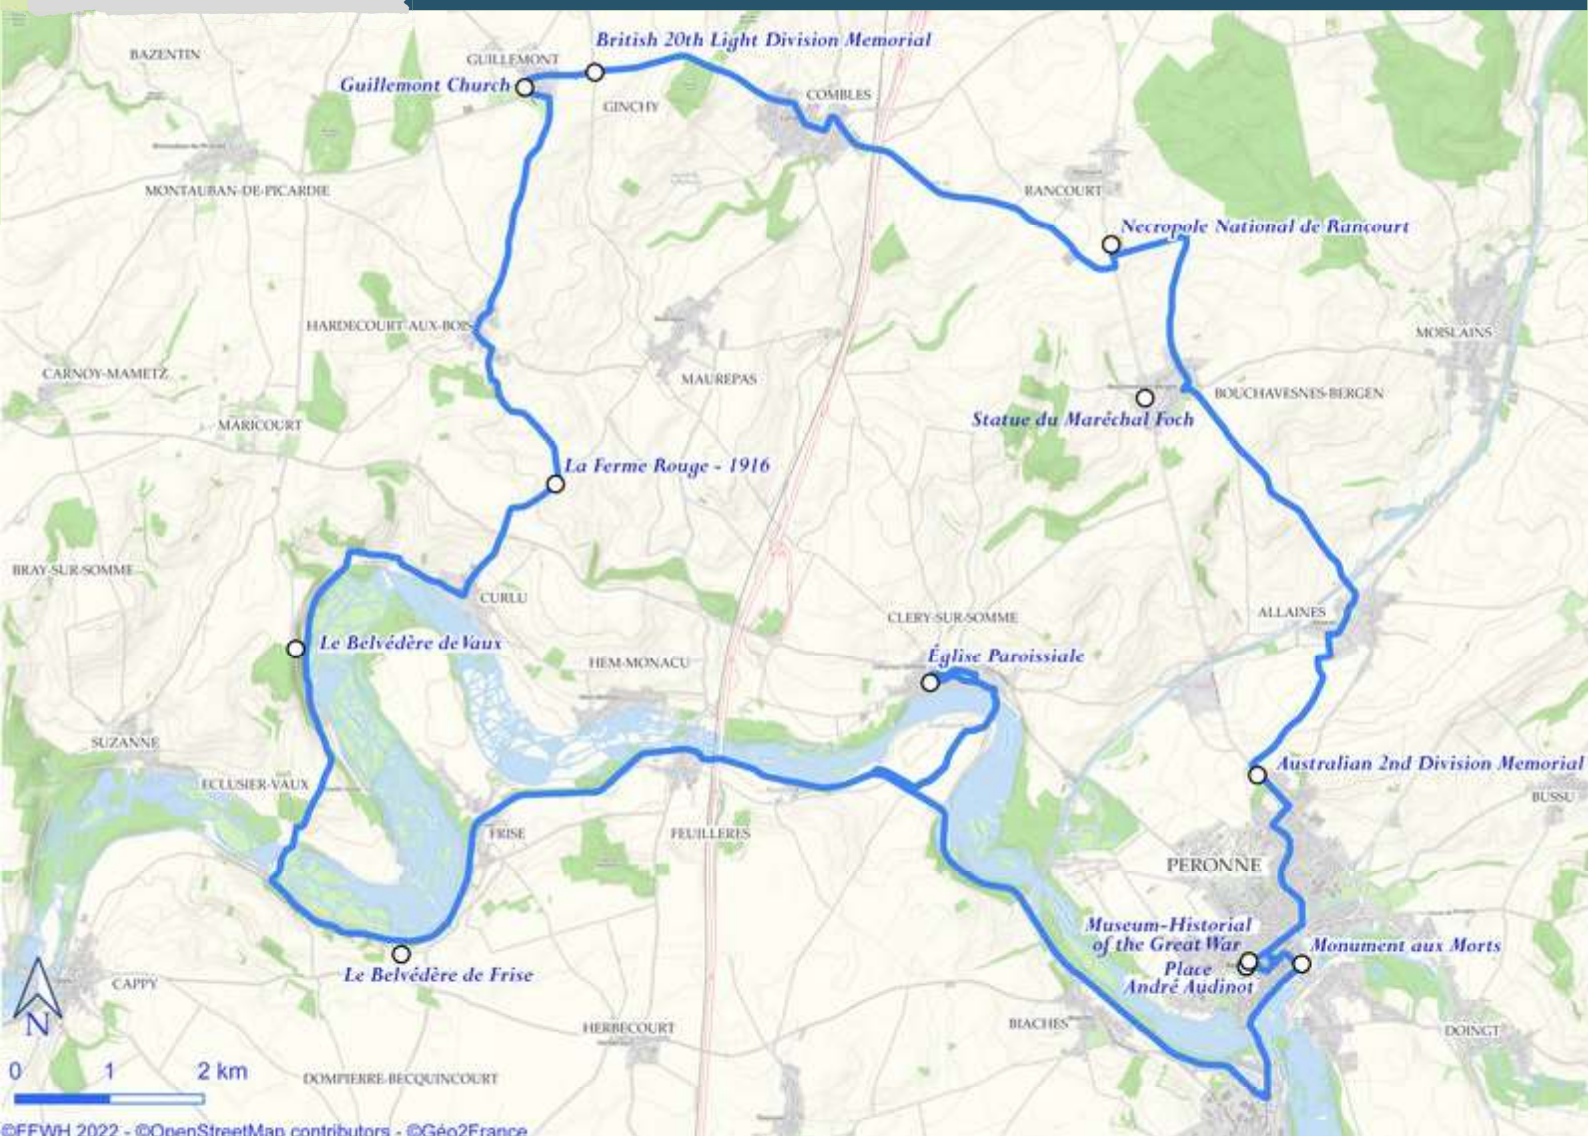 British 20th Light Division Memorial
BAZENTIN
GUILLEMONT
Guillemont Church
COMBLES
GINCHY
MONTAUBAN-DE-PICARDIE
RANCOURT
Necropole National de Rancourt
HARDECOURT-AUX-BOIS
MOISLAINS
CARNOY-MAMETZ
MAUREPAS
BOUCHAVESNES-BERGEN
MARICOURT
Statue du Maréchal Foch
La Ferme Rouge - 1916
BRAY-SUR-SOMME
CURLU
ALLAINES
CLERY-SUR-SOMME
Le Belvédère de Vaux
Église Paroissiale
HEM-MONACU
SUZANNE
Australian 2nd Division Memorial
ECLUSIER-VAUX
BUSSU
FRISE
FEUILLERES
PERONNE
Museum-Historial
of the Great War
Monument aux Morts
Place
André Audinot
Le Belvédère de Frise
CAPPY
N
HERBECOURT
BIACHES
DOINGT
0 1 2 km
DOMPIERRE-BECQUINCOURT
©FFWH 2022 - ©OpenStreetMap contributors - ©Géo2France